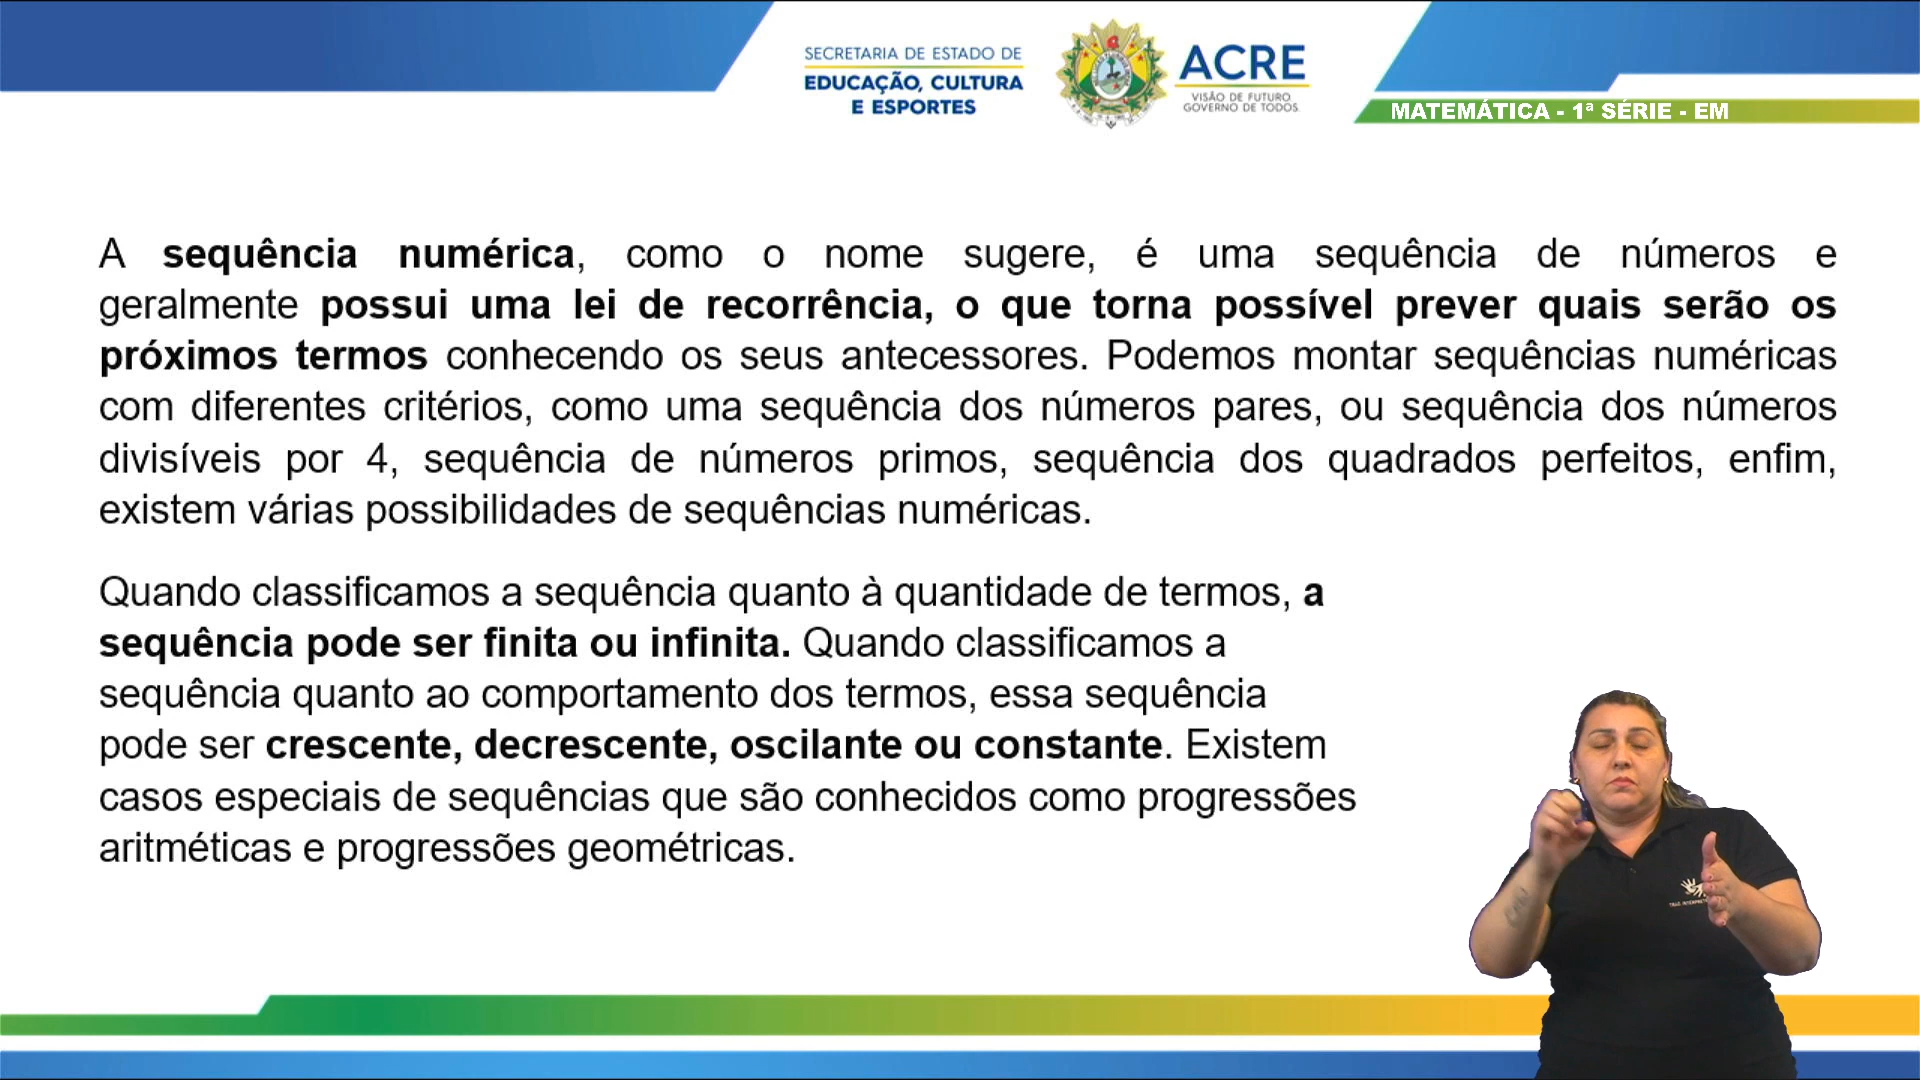 SECRETARIA DE ESTADO DE
EDUCAÇÃO, CULTURA
E ESPORTES
ACRE
VISÃO DE FUTURO
GOVERNO DE TODOS
MATEMÁTICA - 1ª SÉRIE - EM
A sequência numérica, como o nome sugere, é uma sequência de números e
geralmente possui uma lei de recorrência, o que torna possível prever quais serão os
próximos termos conhecendo os seus antecessores. Podemos montar sequências numéricas
com diferentes critérios, como uma sequência dos números pares, ou sequência dos números
divisíveis por 4, sequência de números primos, sequência dos quadrados perfeitos, enfim,
existem várias possibilidades de sequências numéricas.
Quando classificamos a sequência quanto à quantidade de termos, a
sequência pode ser finita ou infinita. Quando classificamos a
sequência quanto ao comportamento dos termos, essa sequência
pode ser crescente, decrescente, oscilante ou constante. Existem
casos especiais de sequências que são conhecidos como progressões
aritméticas e progressões geométricas.